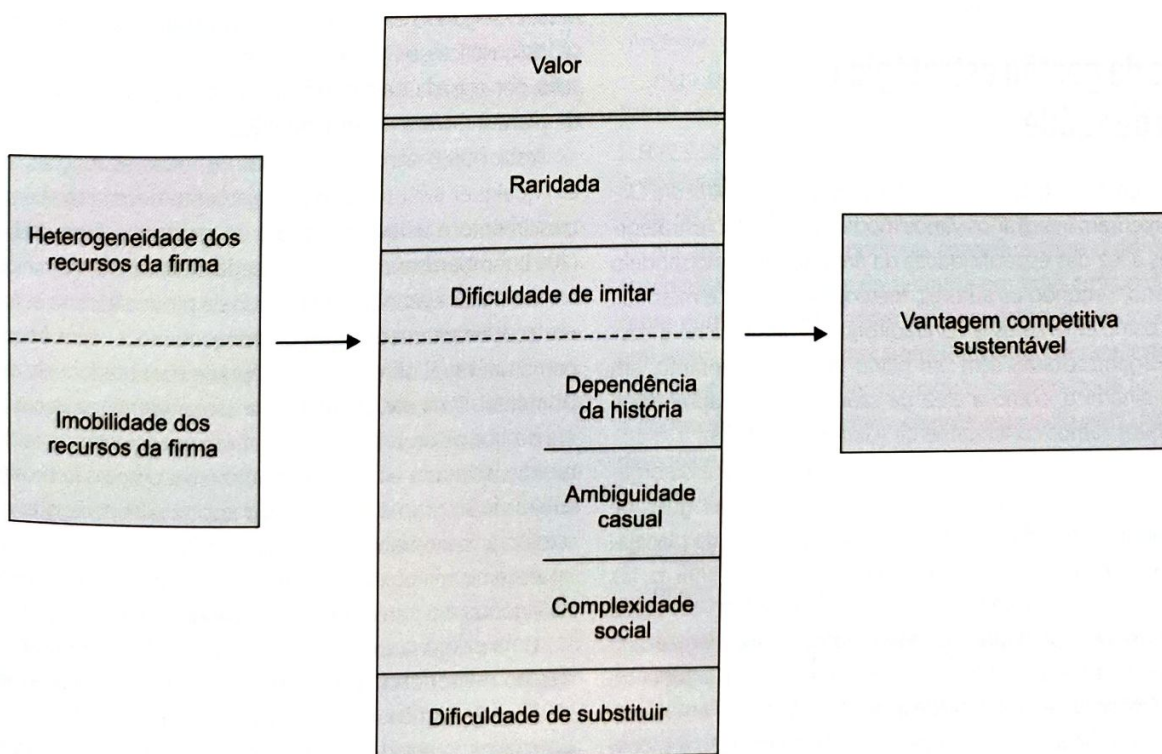 Heterogeneidade dos
recursos da firma
Imobilidade dos
recursos da firma
Valor
Raridada
Dificuldade de imitar
Dependência
da história
Ambiguidade
casual
Complexidade
social
Dificuldade de substituir
Vantagem competitiva
sustentável